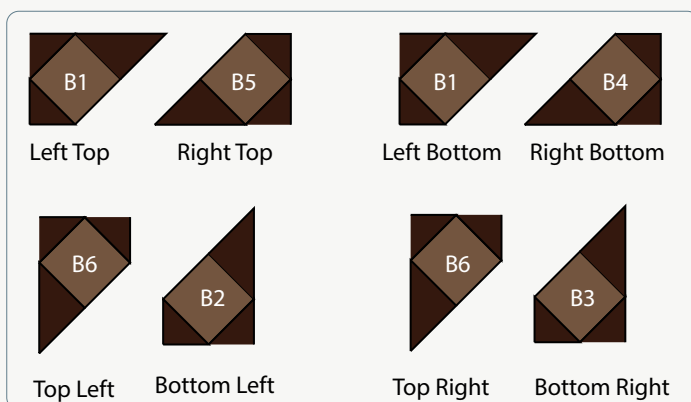 B1 B5 B1 B4
Left Top Right Top Left Bottom Right Bottom
B6 B2 B6 B3
Top Left Bottom Left Top Right Bottom Right